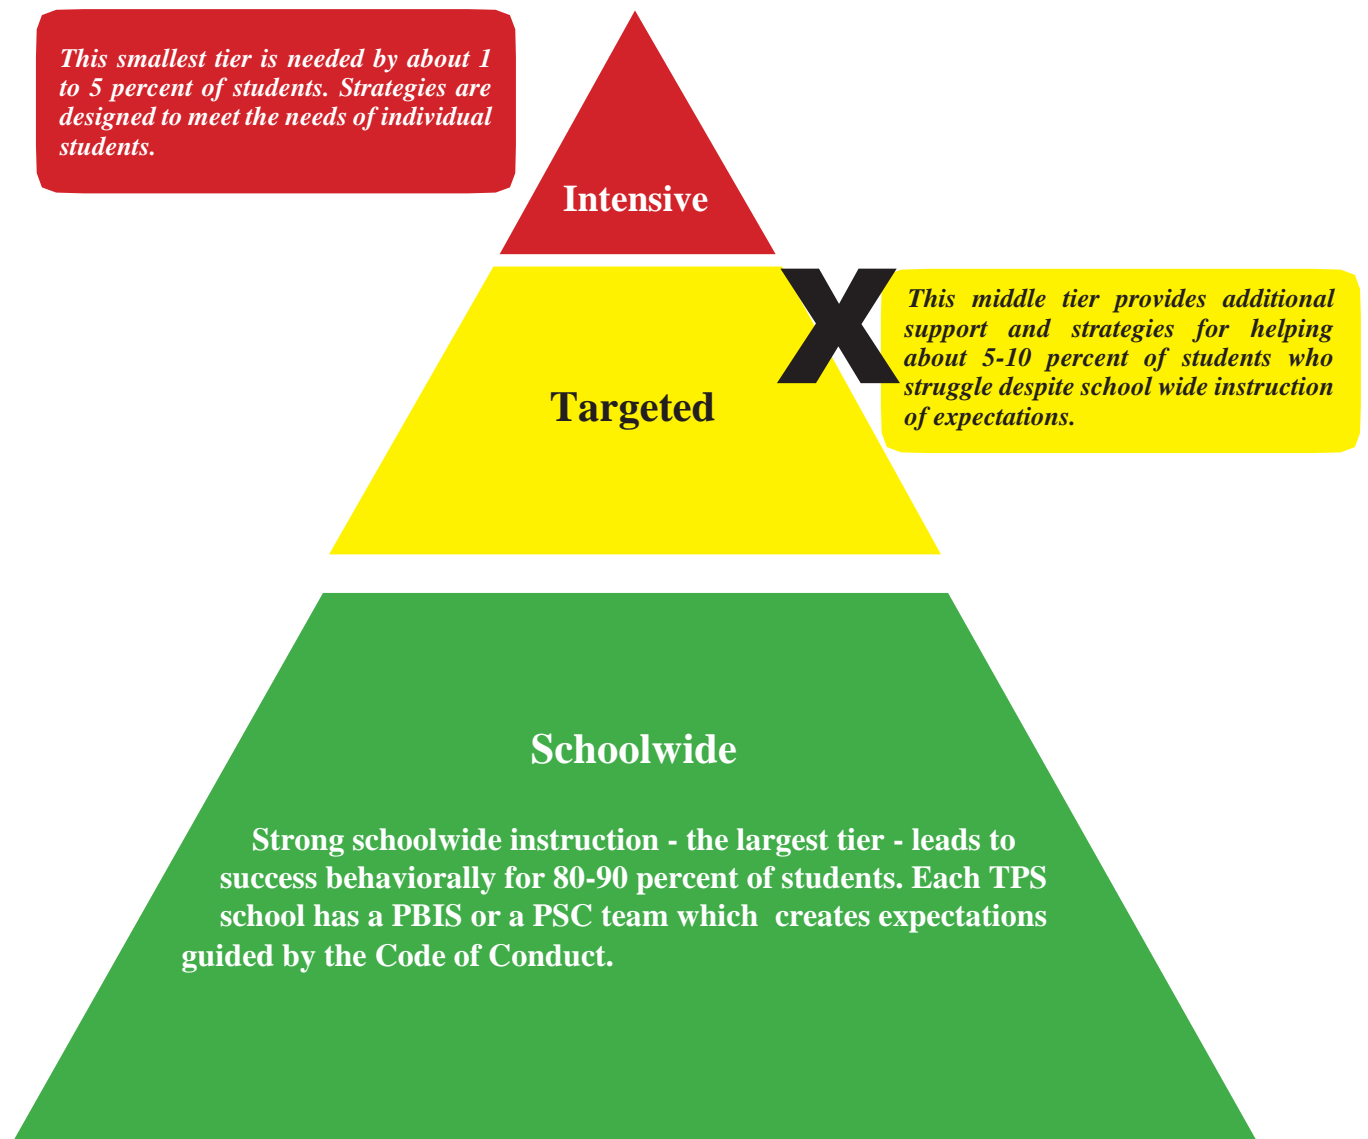 This smallest tier is needed by about 1
to 5 percent of students. Strategies are
designed to meet the needs of individual
students.
Intensive
X
This middle tier provides additional
support and strategies for helping
about 5-10 percent of students who
struggle despite school wide instruction
of expectations.
Targeted
Schoolwide
Strong schoolwide instruction - the largest tier - leads to
success behaviorally for 80-90 percent of students. Each TPS
school has a PBIS or a PSC team which creates expectations
guided by the Code of Conduct.